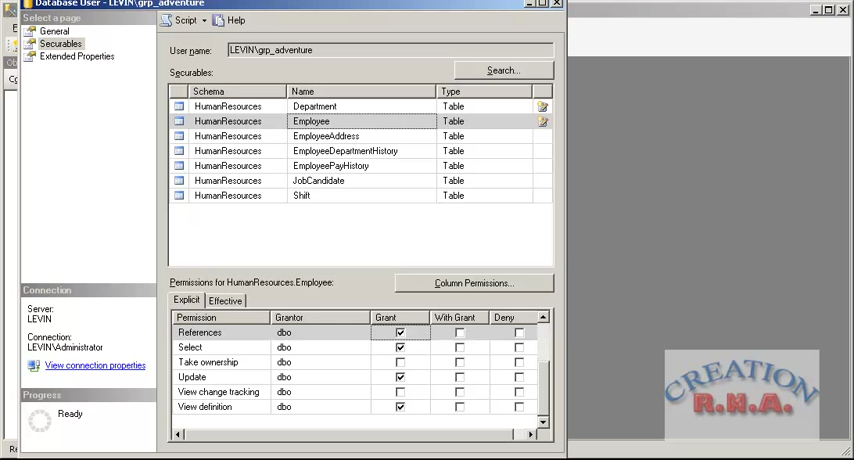 Database User - LEVIN\grp_adventure
Select a page
General
Securables
Extended Properties
Script
Help
User name:
LEVIN\grp_adventure
Securables:
Search...
Schema Name Type
HumanResources Department Table
HumanResources Employee Table
HumanResources EmployeeAddress Table
HumanResources EmployeeDepartmentHistory Table
HumanResources EmployeePayHistory Table
HumanResources JobCandidate Table
HumanResources Shift Table
Permissions for HumanResources.Employee:
Column Permissions...
Explicit Effective
Permission Grantor Grant With Grant Deny
References dbo
Select dbo
Take ownership dbo
Update dbo
View change tracking dbo
View definition dbo
Connection
Server:
LEVIN
Connection:
LEVIN\Administrator
View connection properties
Progress
Ready
CREATION
R.N.A.